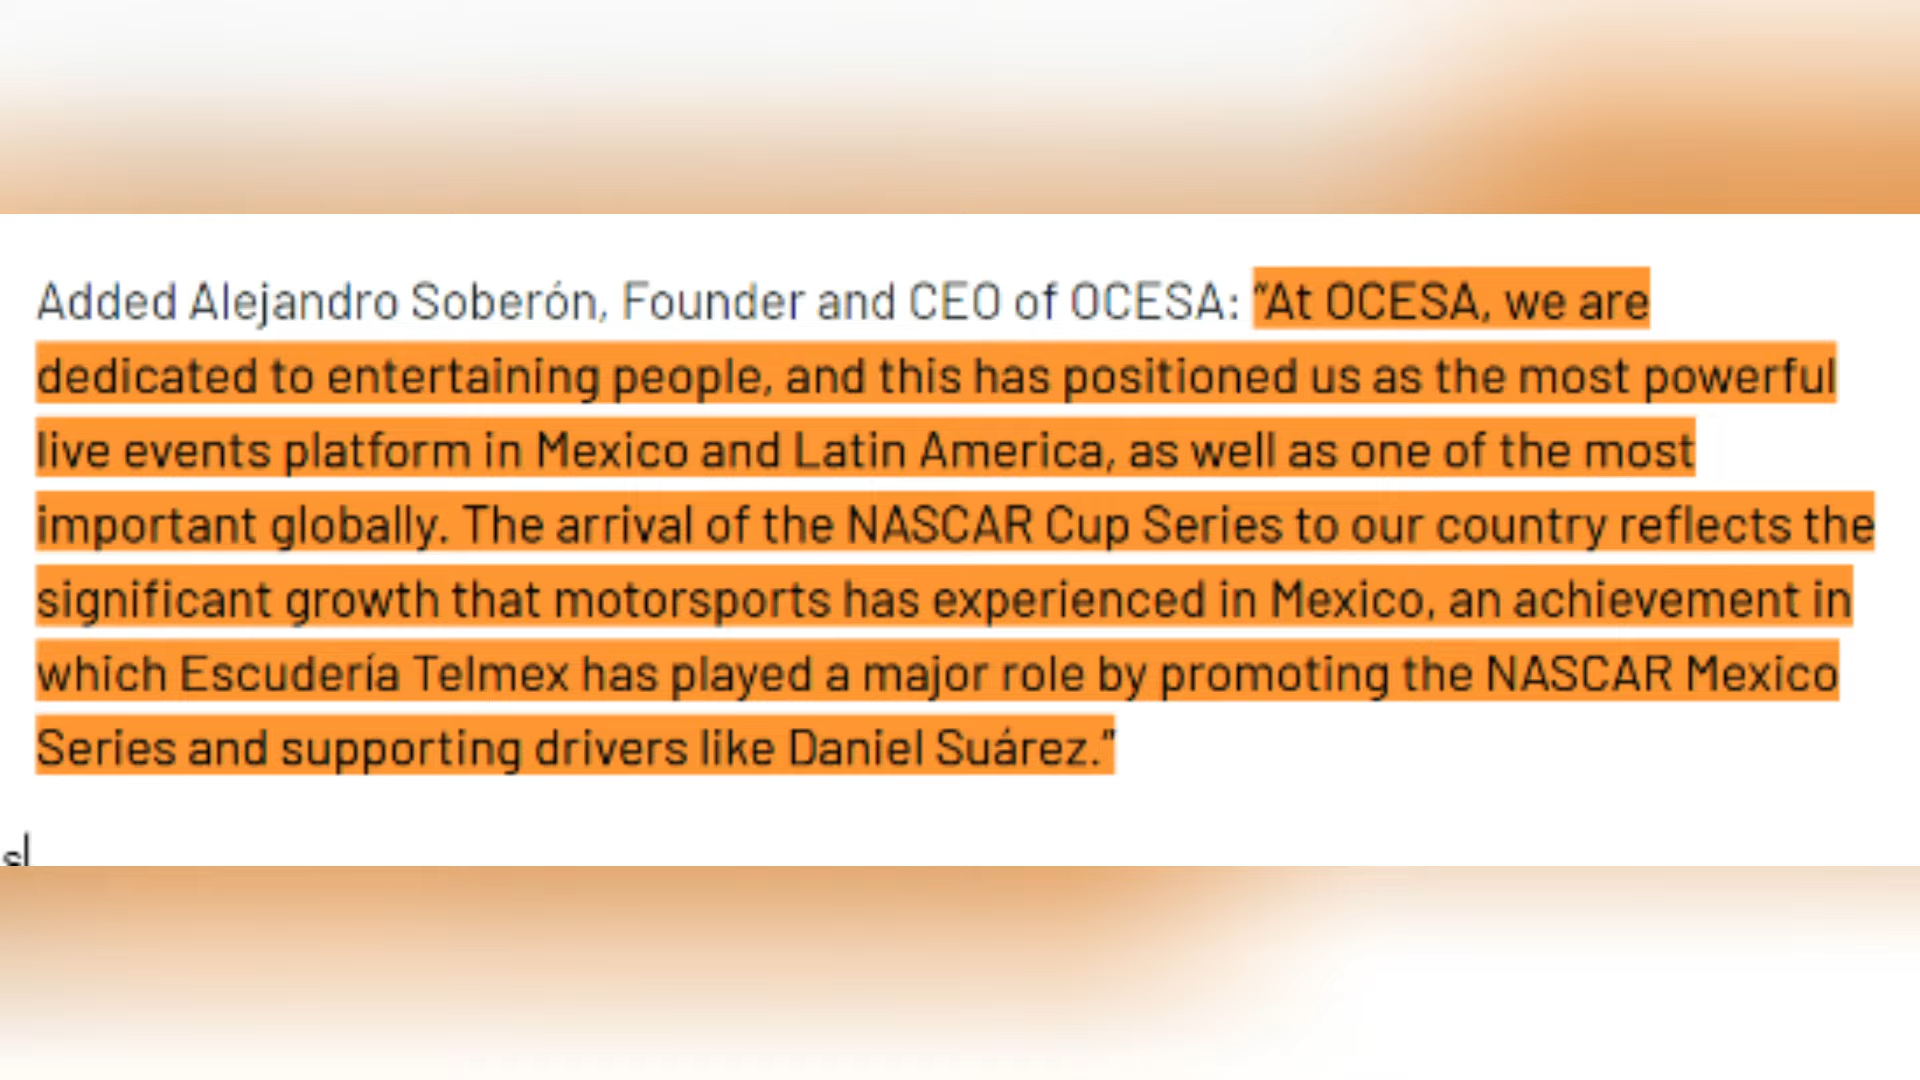 Added Alejandro Soberón, Founder and CEO of OCESA: “At OCESA, we are
dedicated to entertaining people, and this has positioned us as the most powerful
live events platform in Mexico and Latin America, as well as one of the most
important globally. The arrival of the NASCAR Cup Series to our country reflects the
significant growth that motorsports has experienced in Mexico, an achievement in
which Escudería Telmex has played a major role by promoting the NASCAR Mexico
Series and supporting drivers like Daniel Suárez.”